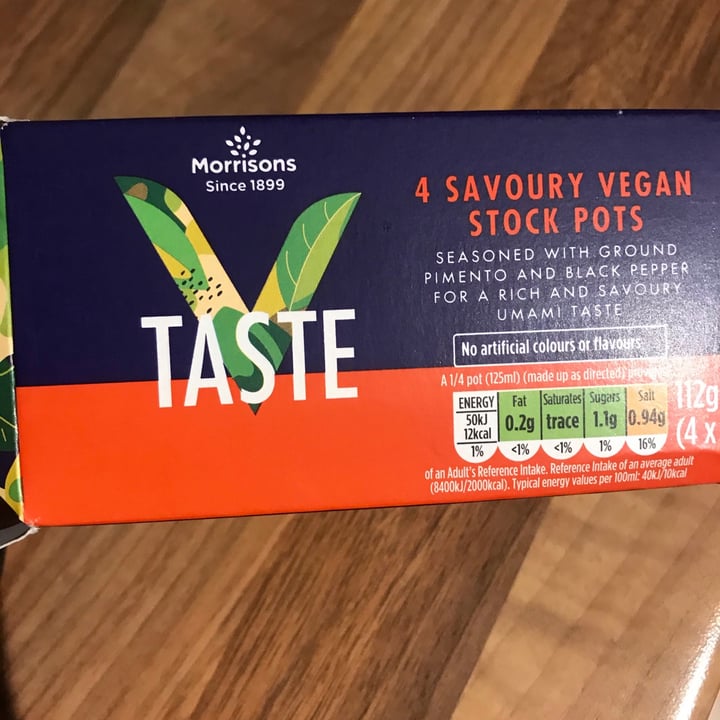 Morrisons
Since 1899
V
TASTE
4 SAVOURY VEGAN
STOCK POTS
SEASONED WITH GROUND
PIMENTO AND BLACK PEPPER
FOR A RICH AND SAVOURY
UMAMI TASTE
No artificial colours or flavours
A 1/4 pot (125ml) (made up as directed)
ENERGY Fat Saturates Sugars Salt
50kJ
12kcal 0.2g trace 1.1g 0.94g
1% <1% <1% 1% 16%
of an Adult's Reference Intake. Reference Intake of an average adult
(8400kJ/2000kcal). Typical energy values per 100ml: 40kJ/10kcal
112g
(4 x